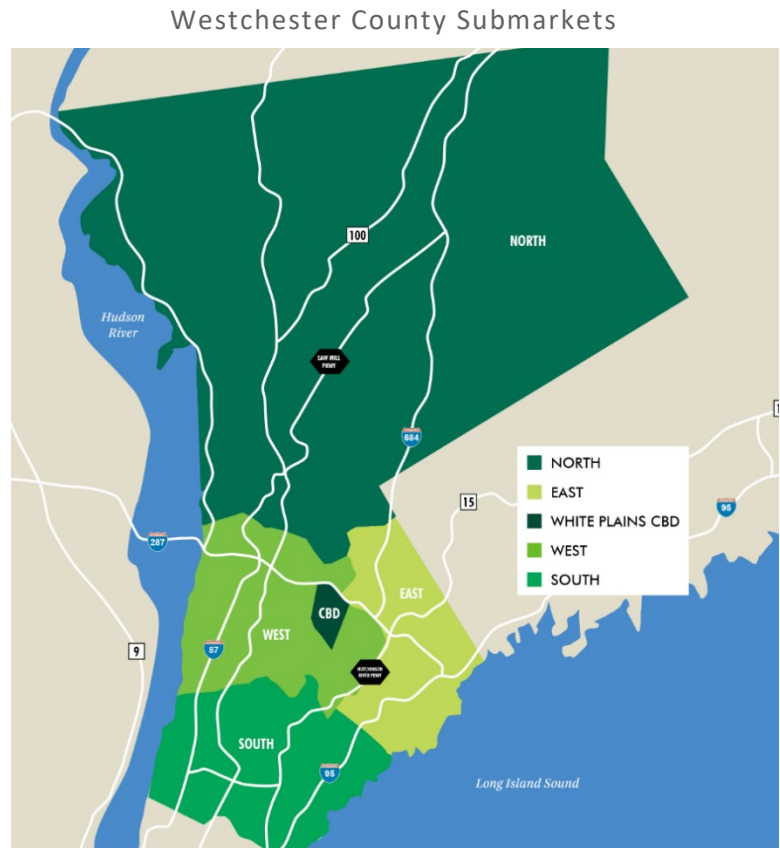 Westchester County Submarkets
100
NORTH
Hudson
River
SAW MILL
PKWY
684
NORTH
EAST
WHITE PLAINS CBD
WEST
SOUTH
15
95
287
EAST
CBD
WEST
9
87
HUTCHINSON
RIVER PKWY
SOUTH
95
Long Island Sound